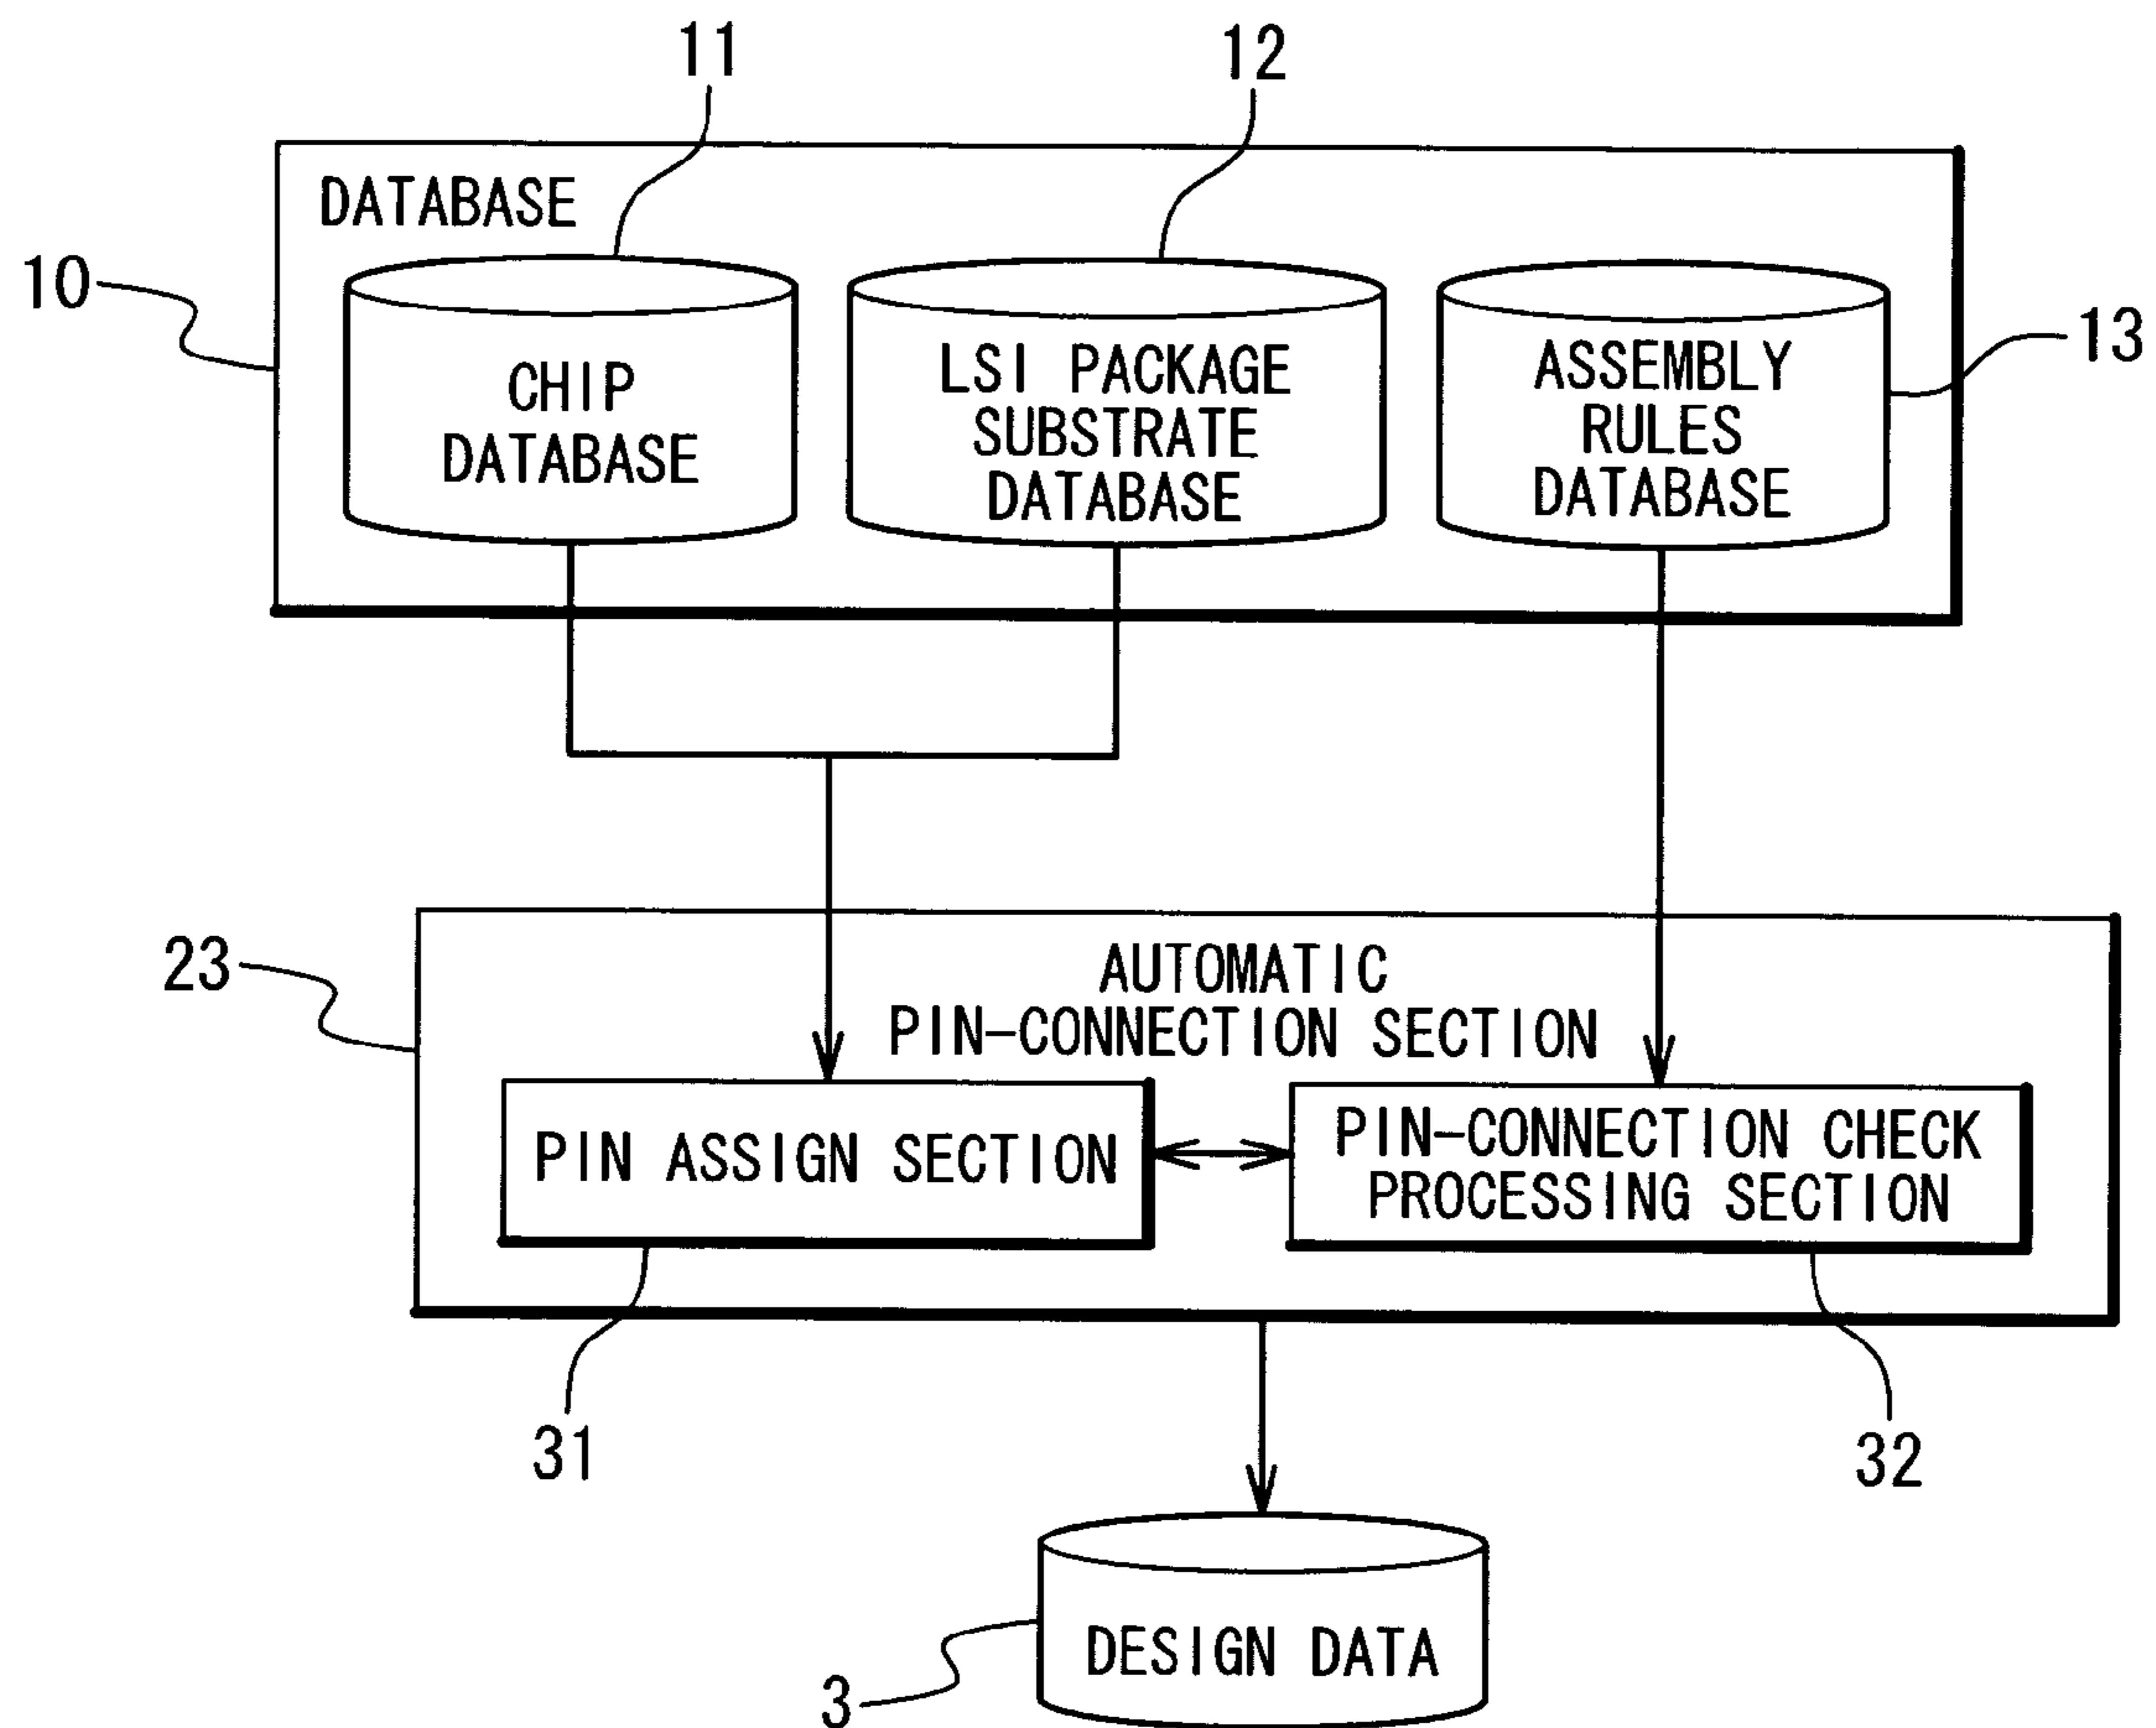 11
12
DATABASE
10
CHIP
DATABASE
LSI PACKAGE
SUBSTRATE
DATABASE
ASSEMBLY
RULES
DATABASE
13
23
AUTOMATIC
PIN-CONNECTION SECTION
PIN ASSIGN SECTION
PIN-CONNECTION CHECK
PROCESSING SECTION
31
32
DESIGN DATA
3